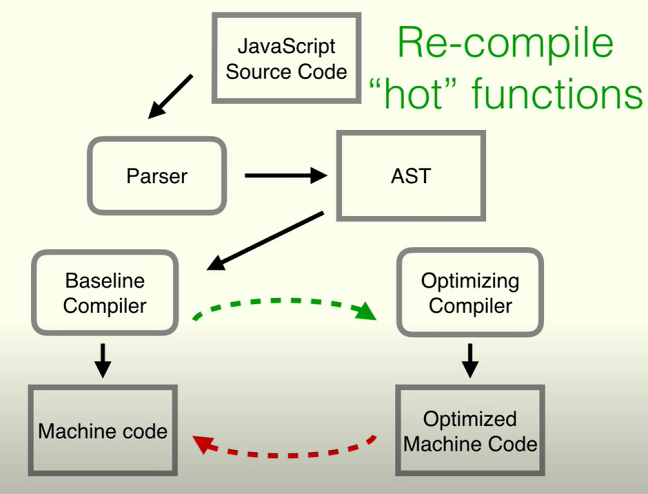 JavaScript
Source Code
Re-compile
“hot” functions
Parser
AST
Baseline
Compiler
Optimizing
Compiler
Machine code
Optimized
Machine Code